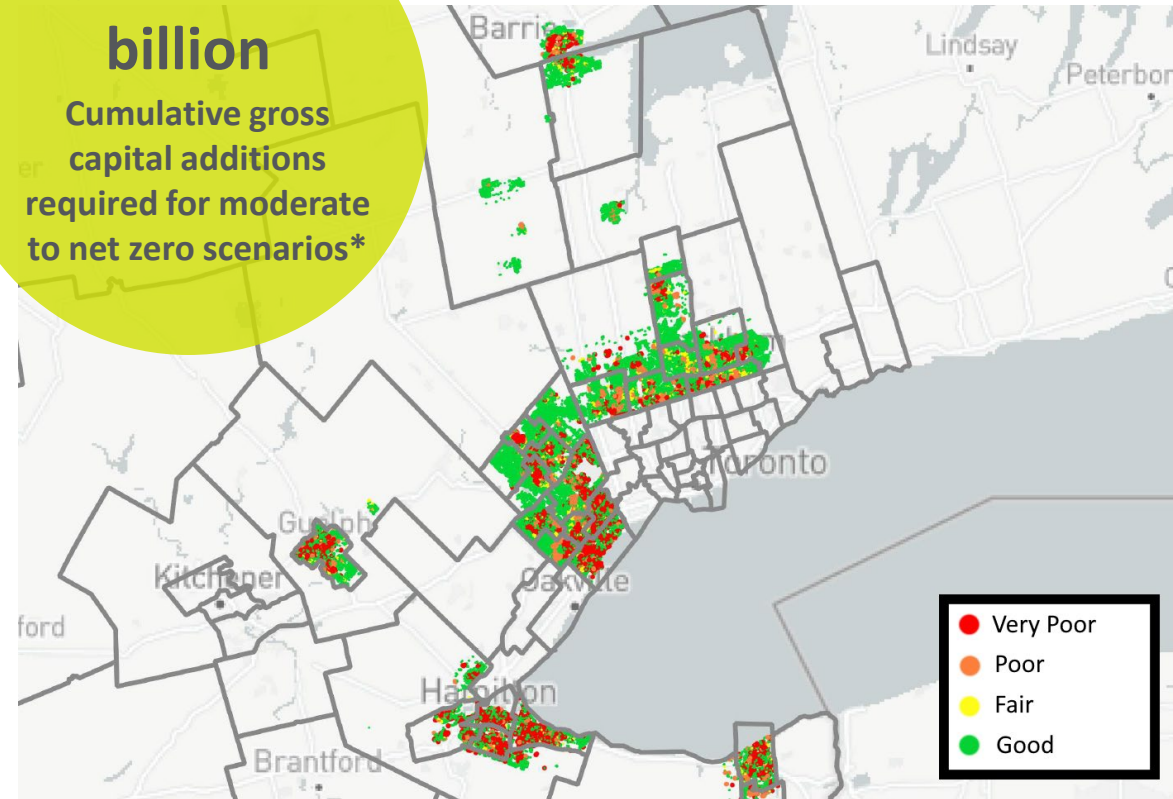 billion
Cumulative gross
capital additions
required for moderate
to net zero scenarios*
Barrie
Lindsay
Toronto
Guelph
Kitchener
Oakville
ford
Hamilton
Brantford
Very Poor
Poor
Fair
Good